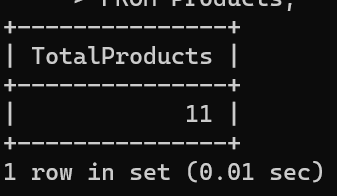 > FROM Products;
+---------------+
| TotalProducts |
+---------------+
|            11 |
+---------------+
1 row in set (0.01 sec)